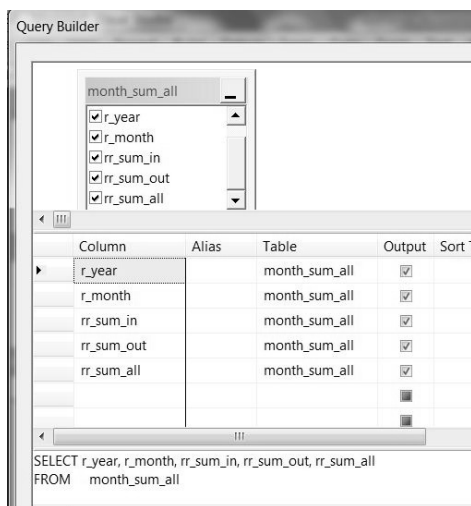 Query Builder
month_sum_all
r_year
r_month
rr_sum_in
rr_sum_out
rr_sum_all
Column Alias Table Output Sort
r_year month_sum_all
r_month month_sum_all
rr_sum_in month_sum_all
rr_sum_out month_sum_all
rr_sum_all month_sum_all
SELECT r_year, r_month, rr_sum_in, rr_sum_out, rr_sum_all
FROM month_sum_all